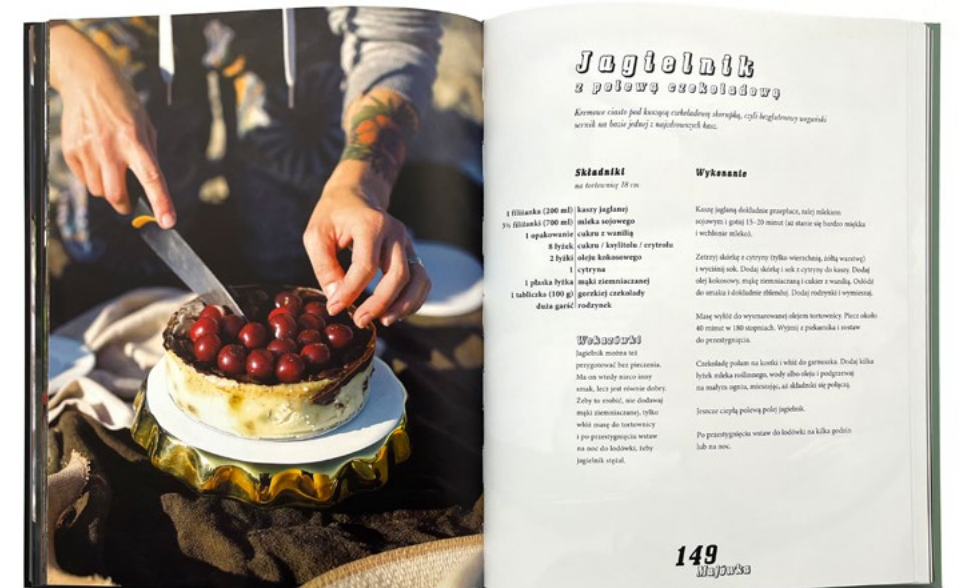 Jagielnik
z polewą czekoladową
Kremowe ciasto pod kuszącą czekoladową skorupką, czyli bezglutenowy wegański
sernik na bazie jednej z najzdrowszych kasz.
Składniki
na tortownicę 18 cm
1 filiżanka (200 ml) kaszy jaglanej
3½ filiżanki (700 ml) mleka sojowego
1 opakowanie cukru z wanilią
8 łyżek cukru / ksylitolu / erytrolu
2 łyżki oleju kokosowego
1 cytryna
1 płaska łyżka mąki ziemniaczanej
1 tabliczka (100 g) gorzkiej czekolady
duża garść rodzynek
Wskazówki
Jagielnik można też
przygotować bez pieczenia.
Ma on wtedy nieco inny
smak, lecz jest równie dobry.
Żeby to zrobić, nie dodawaj
mąki ziemniaczanej, tylko
włóż masę do tortownicy
i po przestygnięciu wstaw
na noc do lodówki, żeby
jagielnik stężał.
Wykonanie
Kaszę jaglaną dokładnie przepłucz, zalej mlekiem
sojowym i gotuj 15–20 minut (aż stanie się bardzo miękka
i wchłonie mleko).
Zetrzyj skórkę z cytryny (tylko wierzchnią, żółtą warstwę)
i wyciśnij sok. Dodaj skórkę i sok z cytryny do kaszy. Dodaj
olej kokosowy, mąkę ziemniaczaną i cukier z wanilią. Osłódź
do smaku i dokładnie zblenduj. Dodaj rodzynki i wymieszaj.
Masę wyłóż do wysmarowanej olejem tortownicy. Piecz około
40 minut w 180 stopniach. Wyjmij z piekarnika i zostaw
do przestygnięcia.
Czekoladę połam na kostki i włóż do garnuszka. Dodaj kilka
łyżek mleka roślinnego, wody albo oleju i podgrzewaj
na małym ogniu, mieszając, aż składniki się połączą.
Jeszcze ciepłą polewą polej jagielnik.
Po przestygnięciu wstaw do lodówki na kilka godzin
lub na noc.
149
Majówka